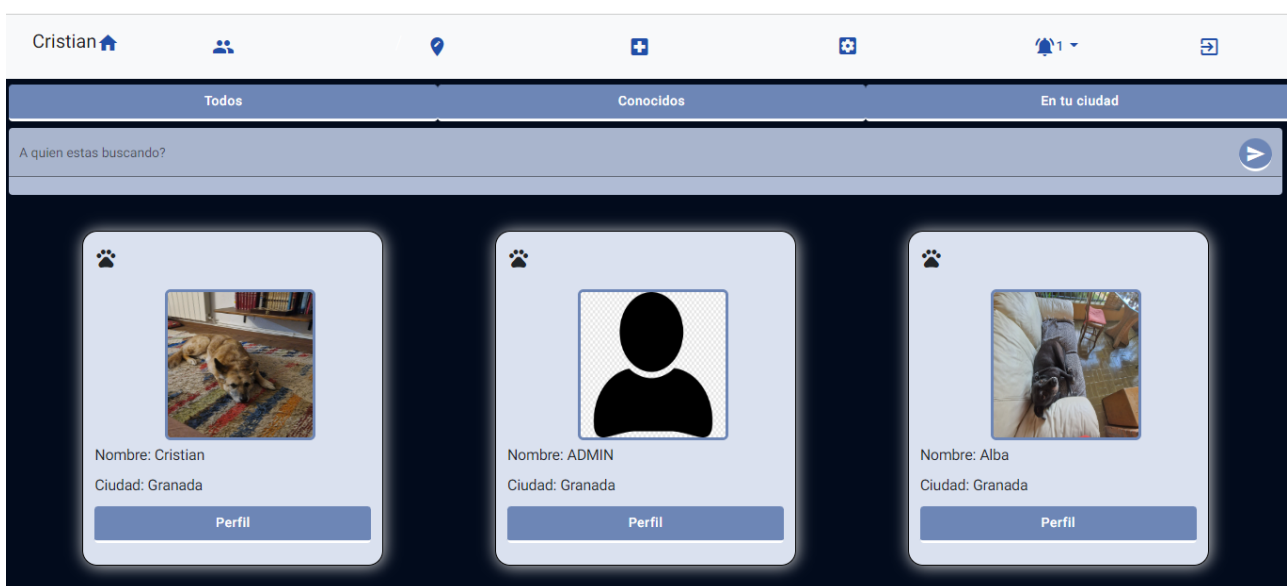 Cristian
1
Todos Conocidos En tu ciudad
A quien estas buscando?
Nombre: Cristian
Ciudad: Granada
Perfil
Nombre: ADMIN
Ciudad: Granada
Perfil
Nombre: Alba
Ciudad: Granada
Perfil